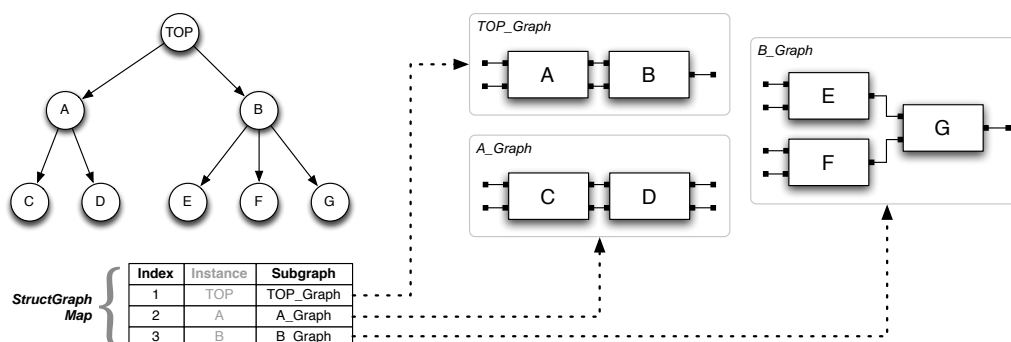 TOP
A
B
C
D
E
F
G
TOP_Graph
A
B
A_Graph
C
D
B_Graph
E
F
G
StructGraph
Map
Index Instance Subgraph
1 TOP TOP_Graph
2 A A_Graph
3 B B_Graph